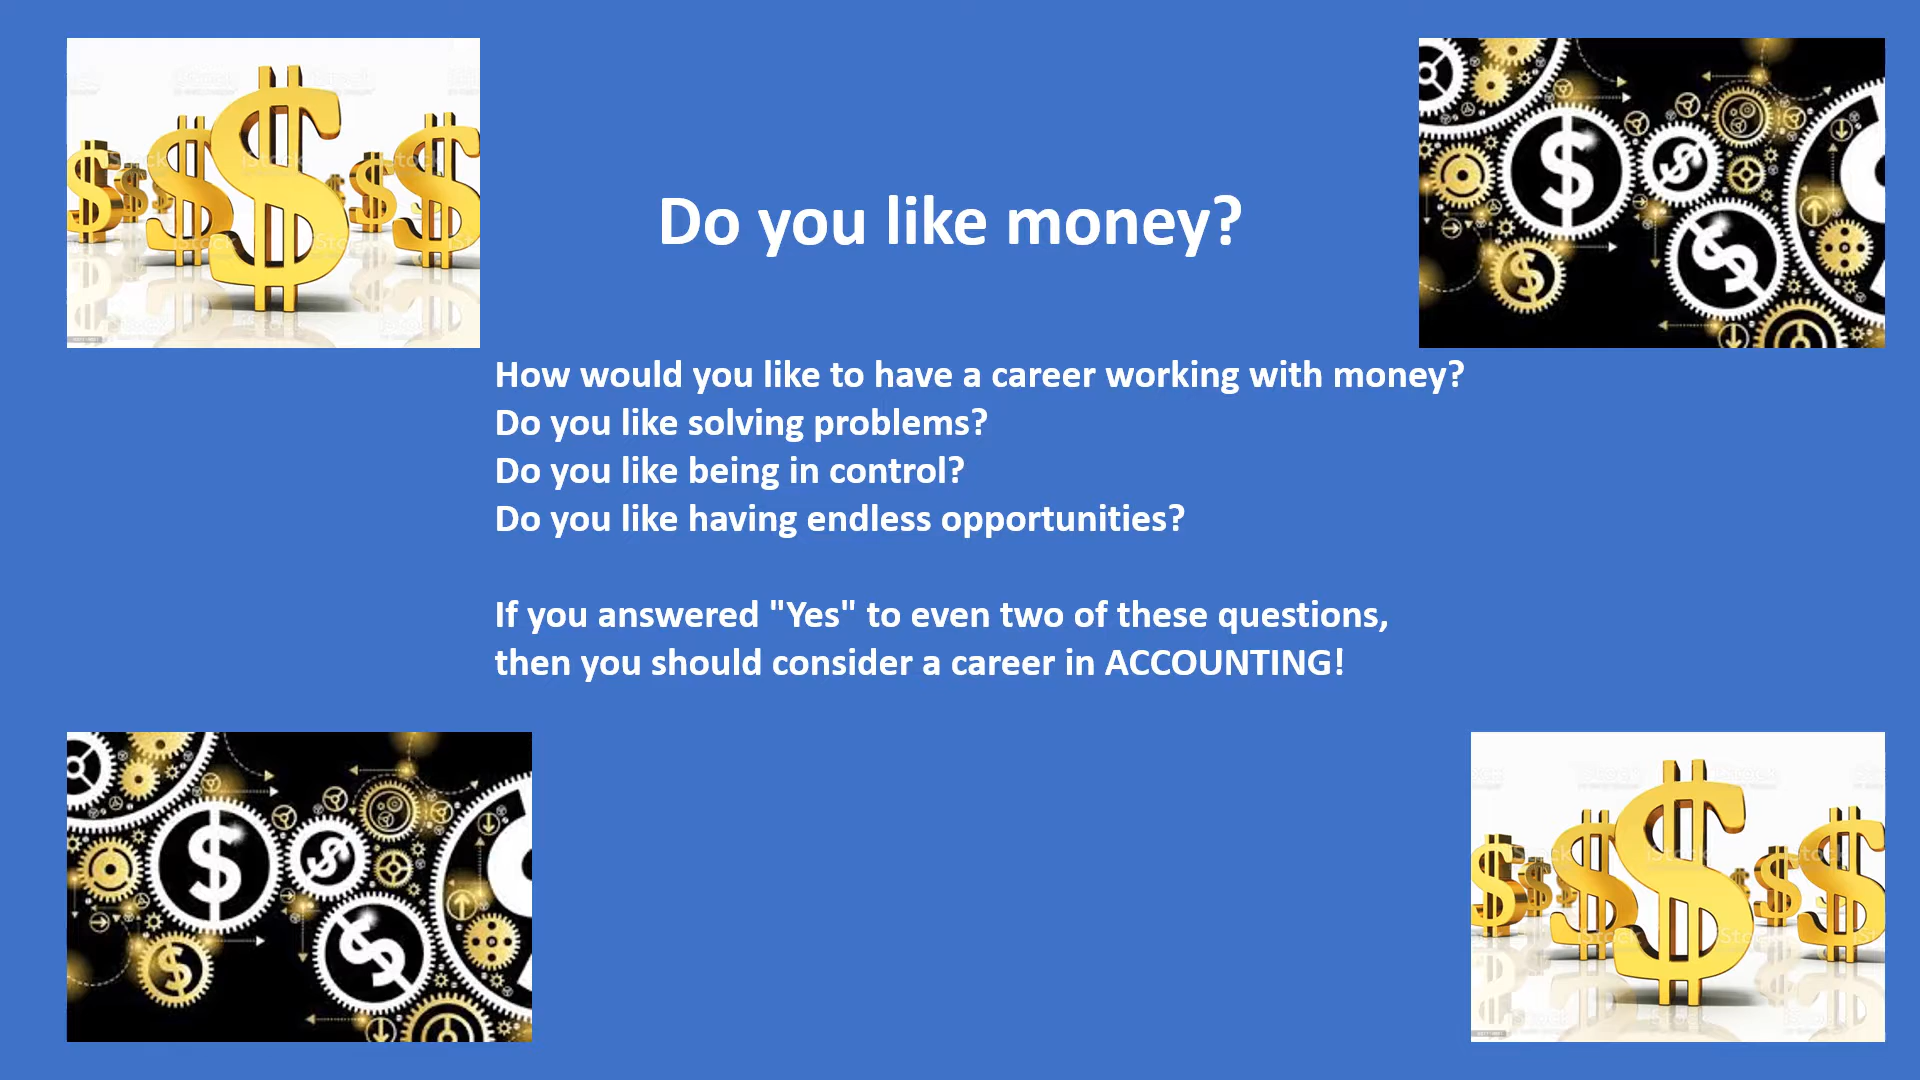 Do you like money?
How would you like to have a career working with money?
Do you like solving problems?
Do you like being in control?
Do you like having endless opportunities?
If you answered "Yes" to even two of these questions,
then you should consider a career in ACCOUNTING!
iStock
iStock